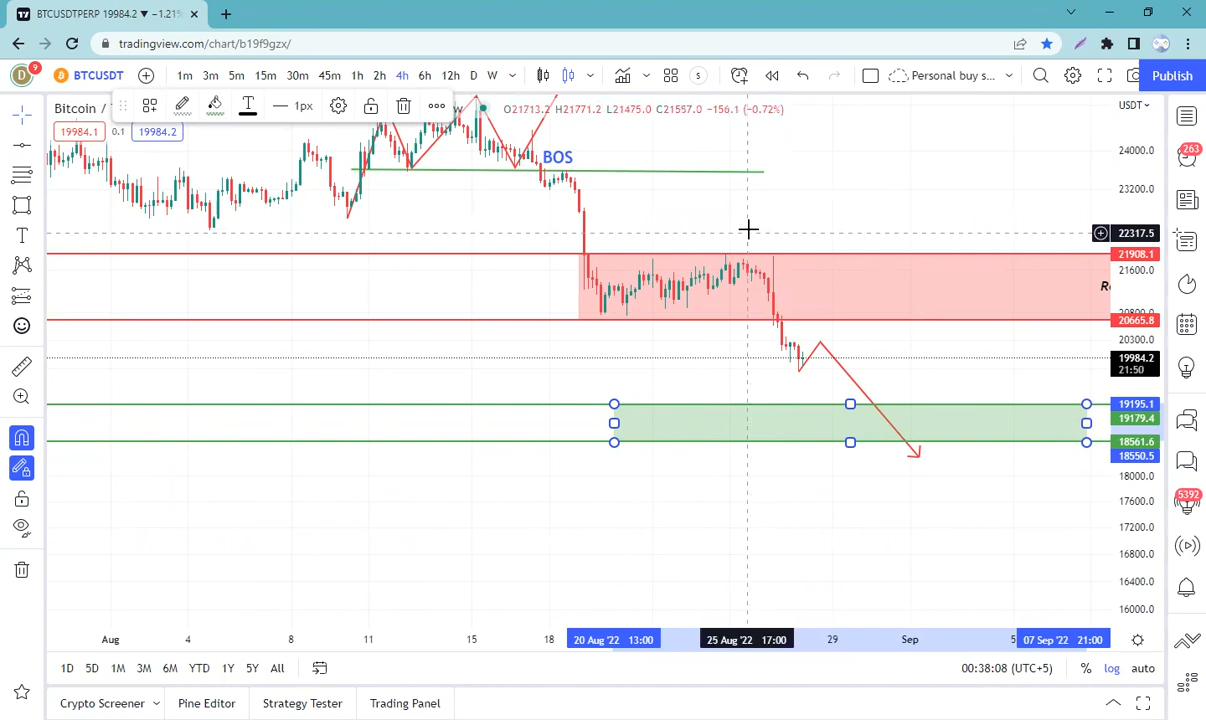 BTCUSDTPERP 19984.2 ▼ −1.21%
tradingview.com/chart/b19f9gzx/
D 9 BTCUSDT 1m 3m 5m 15m 30m 45m 1h 2h 4h 6h 12h D W S Personal buy s... Publish
1px
Bitcoin / O21713.2 H21771.2 L21475.0 C21557.0 −156.1 (−0.72%) USDT
19984.1 0.1 19984.2
BOS
24000.0
23200.0
22317.5
21908.1
21600.0
20800.0
20665.8
20300.0
19984.2
21:50
19195.1
19179.4
18561.6
18550.5
18000.0
17600.0
17200.0
16800.0
16400.0
16000.0
263
5392
Aug 4 8 11 15 18 20 Aug '22 13:00 25 Aug '22 17:00 29 Sep 5 07 Sep '22 21:00
1D 5D 1M 3M 6M YTD 1Y 5Y All 00:38:08 (UTC+5) % log auto
Crypto Screener Pine Editor Strategy Tester Trading Panel